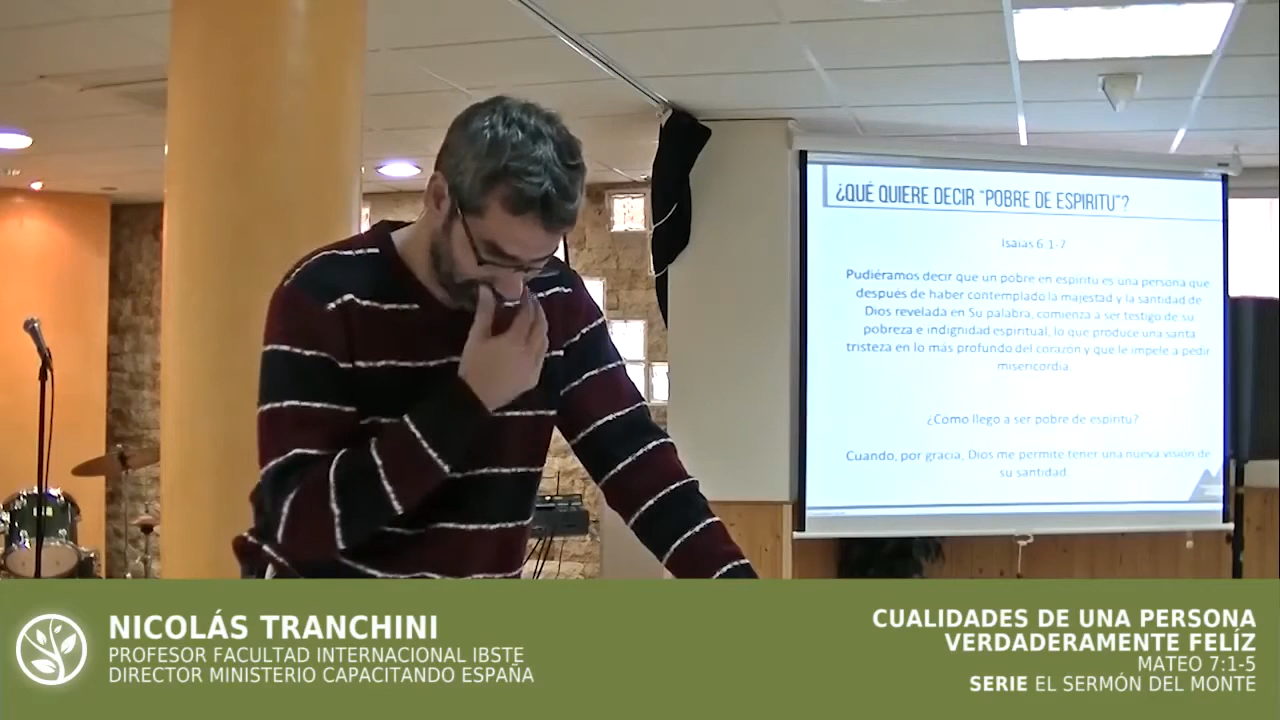 ¿QUÉ QUIERE DECIR "POBRE DE ESPIRITU"?
Isaías 6.1-7
Pudiéramos decir que un pobre en espíritu es una persona que
después de haber contemplado la majestad y la santidad de
Dios revelada en Su palabra, comienza a ser testigo de su
pobreza e indignidad espiritual, lo que produce una santa
tristeza en lo más profundo del corazón y que le impele a pedir
misericordia.
¿Como llego a ser pobre de espíritu?
Cuando, por gracia, Dios me permite tener una nueva visión de
su santidad.
NICOLÁS TRANCHINI
PROFESOR FACULTAD INTERNACIONAL IBSTE
DIRECTOR MINISTERIO CAPACITANDO ESPAÑA
CUALIDADES DE UNA PERSONA
VERDADERAMENTE FELÍZ
MATEO 7:1-5
SERIE EL SERMÓN DEL MONTE